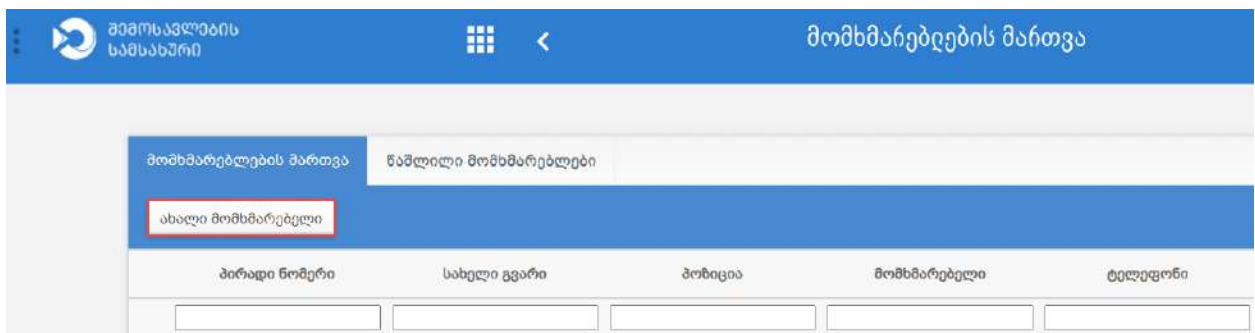 შემოსავლების
სამსახური
მომხმარებლების მართვა
მომხმარებლების მართვა წაშლილი მომხმარებლები
ახალი მომხმარებელი
პირადი ნომერი სახელი გვარი პოზიცია მომხმარებელი ტელეფონი